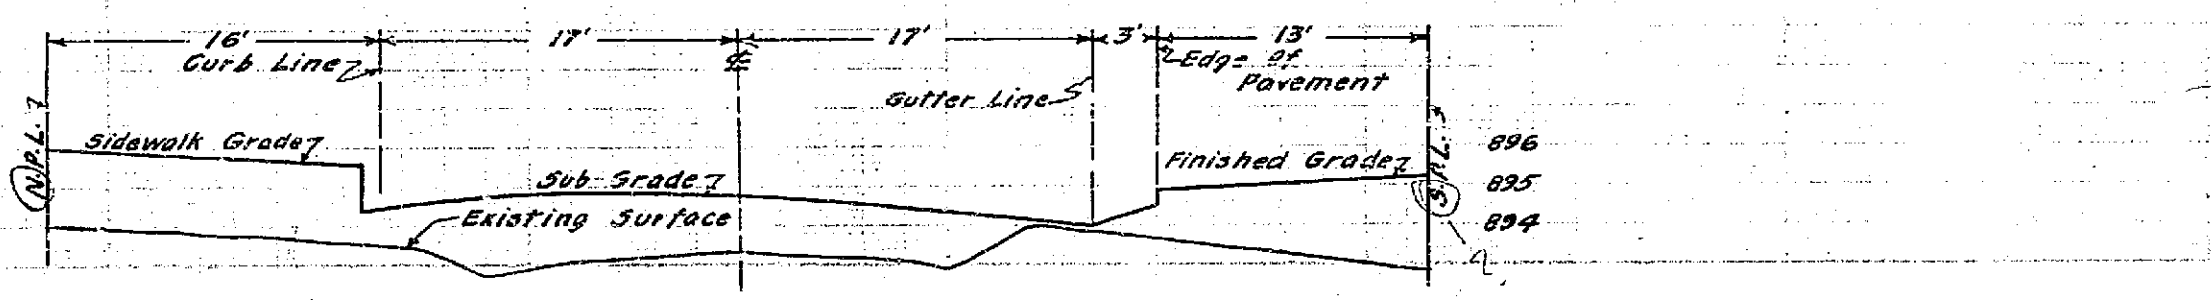 16' 17' 17' 3' 13'
Curb Line
℄
Edge of
Pavement
Gutter Line
N. P. L.
Sidewalk Grade
896
Finished Grade
S. P. L.
Sub Grade
895
Existing Surface
894